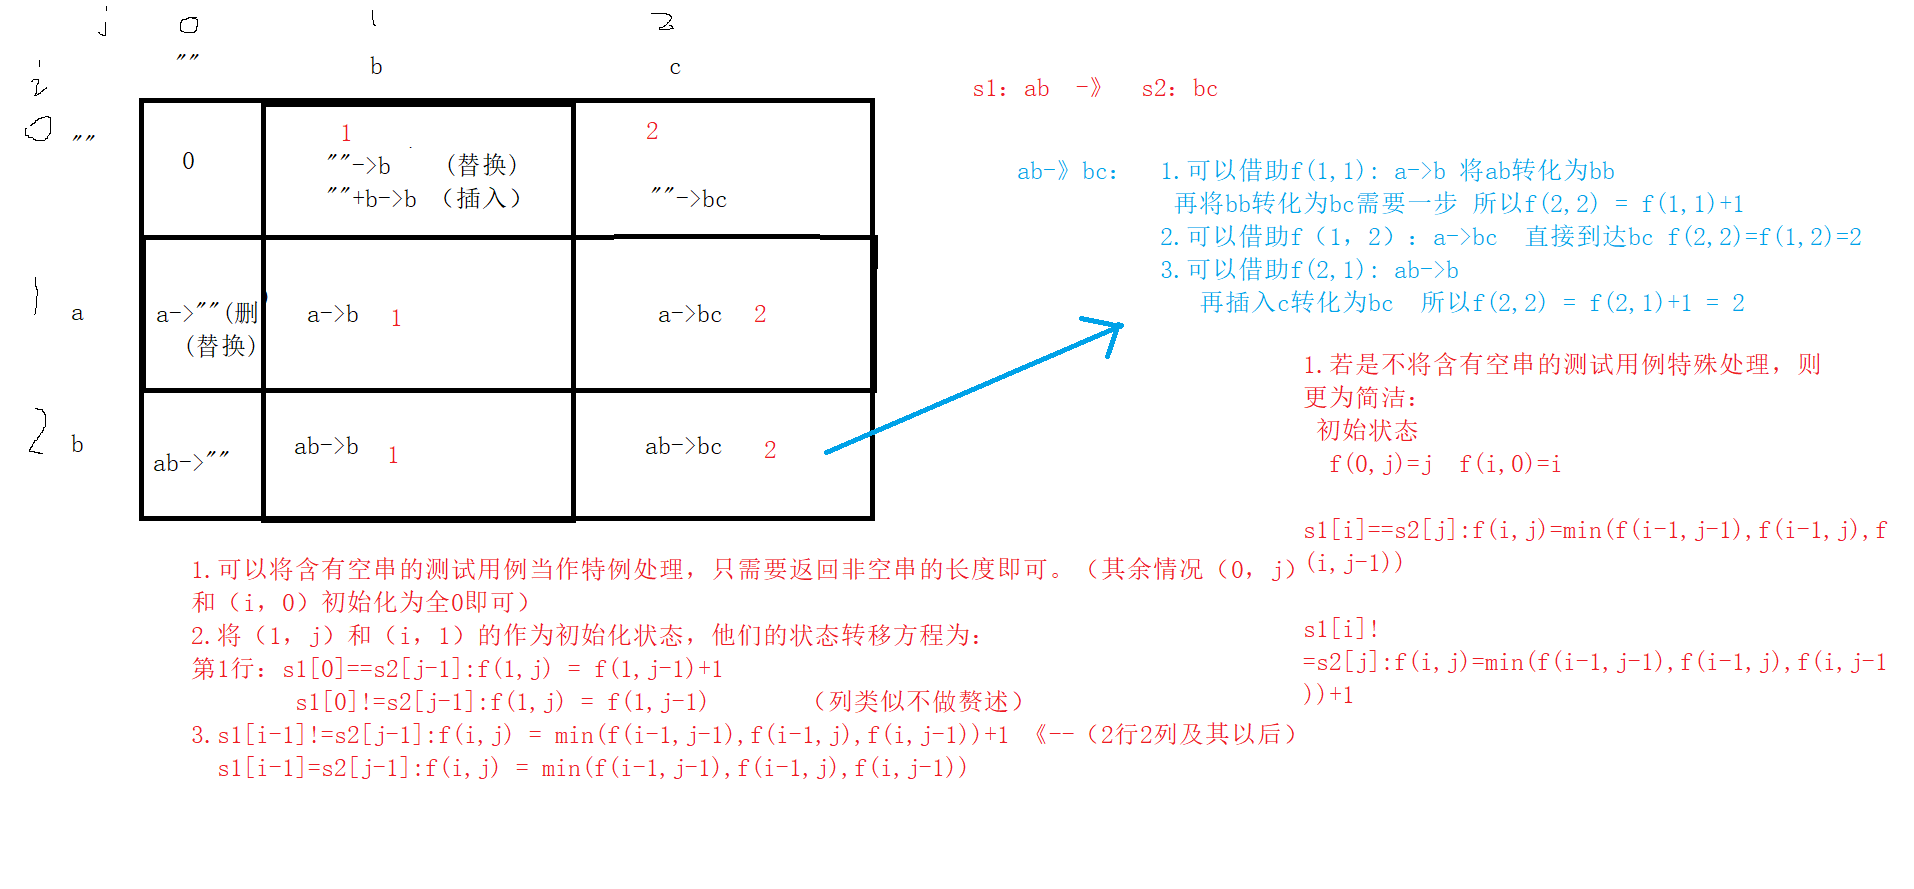 j 0 1 2
"" b c
i
0 "" 0 1 2
""->b (替换)
""+b->b （插入） ""->bc
1 a a->""(删) a->b 1 a->bc 2
(替换)
2 b ab->"" ab->b 1 ab->bc 2
s1: ab -》 s2: bc
ab-》bc: 1.可以借助f(1,1): a->b 将ab转化为bb
再将bb转化为bc需要一步 所以f(2,2) = f(1,1)+1
2.可以借助f（1，2）: a->bc 直接到达bc f(2,2)=f(1,2)=2
3.可以借助f(2,1): ab->b
再插入c转化为bc 所以f(2,2) = f(2,1)+1 = 2
1.若是不将含有空串的测试用例特殊处理，则
更为简洁:
初始状态
f(0,j)=j f(i,0)=i
s1[i]==s2[j]:f(i,j)=min(f(i-1,j-1),f(i-1,j),f
(i,j-1))
s1[i]!
=s2[j]:f(i,j)=min(f(i-1,j-1),f(i-1,j),f(i,j-1
))+1
1.可以将含有空串的测试用例当作特例处理，只需要返回非空串的长度即可。（其余情况（0，j）
和（i，0）初始化为全0即可）
2.将（1，j）和（i，1）的作为初始化状态，他们的状态转移方程为:
第1行: s1[0]==s2[j-1]:f(1,j) = f(1,j-1)+1
s1[0]!=s2[j-1]:f(1,j) = f(1,j-1) （列类似不做赘述）
3.s1[i-1]!=s2[j-1]:f(i,j) = min(f(i-1,j-1),f(i-1,j),f(i,j-1))+1 《--（2行2列及其以后）
s1[i-1]=s2[j-1]:f(i,j) = min(f(i-1,j-1),f(i-1,j),f(i,j-1))